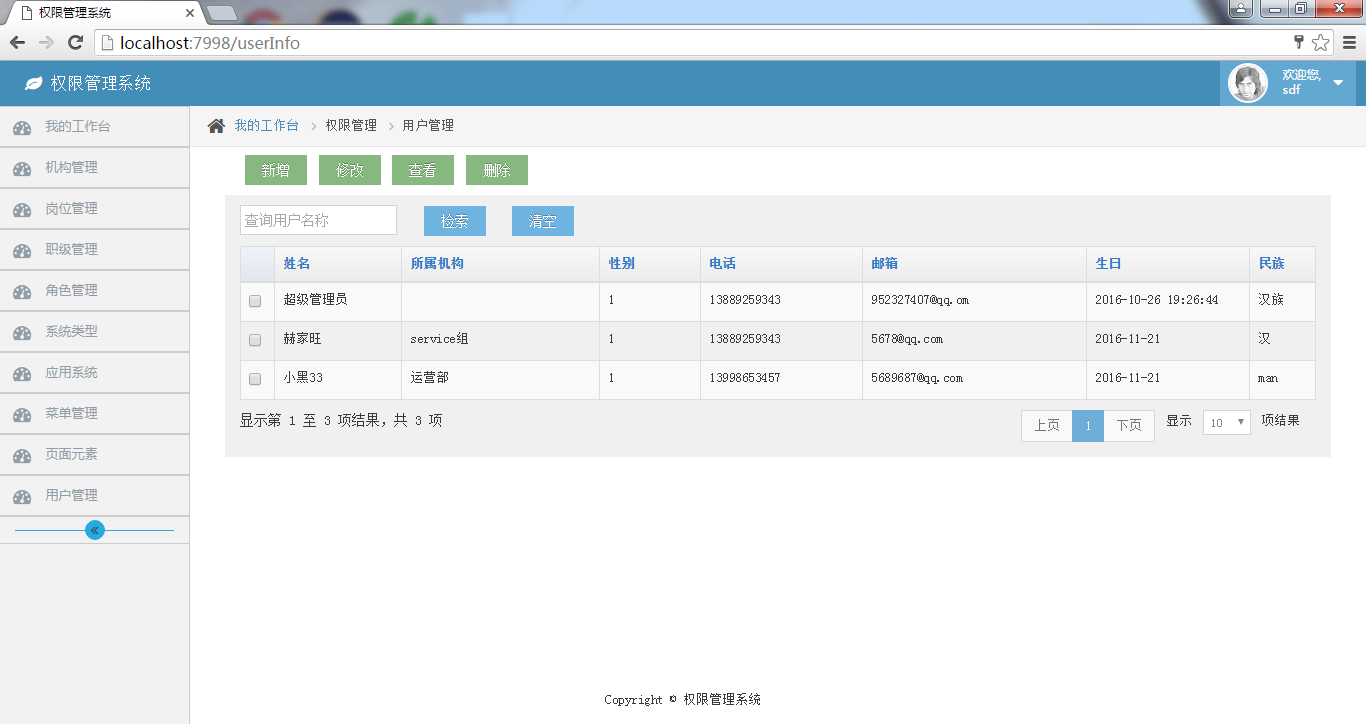 权限管理系统
localhost:7998/userInfo
权限管理系统
欢迎您,
sdf
我的工作台
机构管理
岗位管理
职级管理
角色管理
系统类型
应用系统
菜单管理
页面元素
用户管理
我的工作台 > 权限管理 > 用户管理
新增 修改 查看 删除
查询用户名称 检索 清空
姓名 所属机构 性别 电话 邮箱 生日 民族
超级管理员 1 13889259343 952327407@qq.om 2016-10-26 19:26:44 汉族
赫家旺 service组 1 13889259343 5678@qq.com 2016-11-21 汉
小黑33 运营部 1 13998653457 5689687@qq.com 2016-11-21 man
显示第 1 至 3 项结果，共 3 项 上页 1 下页 显示 10 项结果
Copyright © 权限管理系统